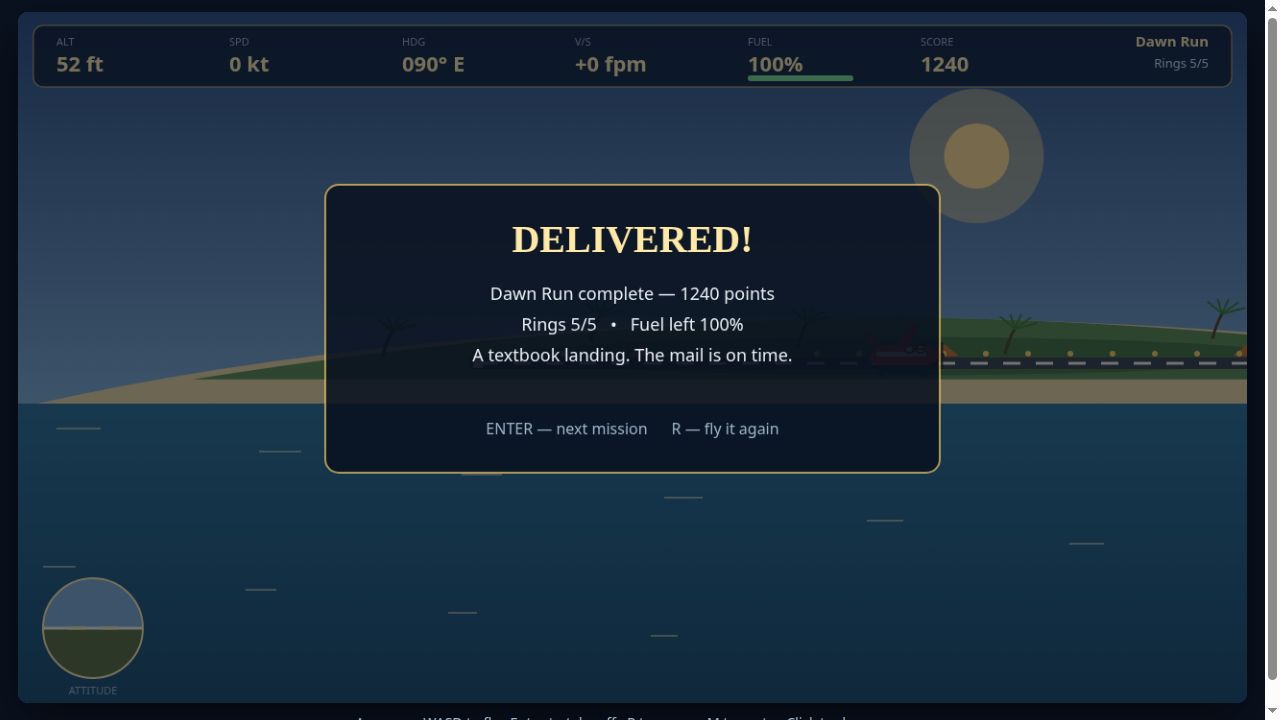 ALT SPD HDG V/S FUEL SCORE Dawn Run
52 ft 0 kt 090° E +0 fpm 100% 1240 Rings 5/5
DELIVERED!
Dawn Run complete — 1240 points
Rings 5/5 • Fuel left 100%
A textbook landing. The mail is on time.
ENTER — next mission R — fly it again
ATTITUDE